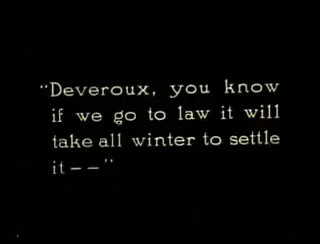 "Deveroux, you know
if we go to law it will
take all winter to settle
it – – "